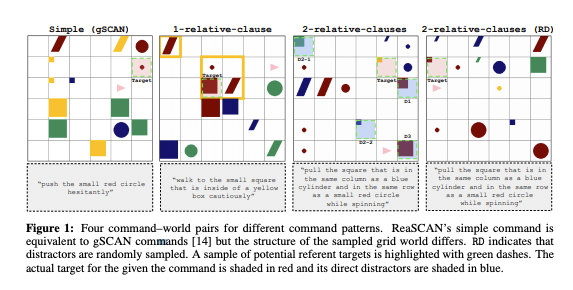 Simple (gSCAN)
1-relative-clause
2-relative-clauses
2-relative-clauses (RD)
D2-1
Target
Target
Target
Target
D1
D2-2
D3
"push the small red circle
hesitantly"
"walk to the small square
that is inside of a yellow
box cautiously"
"pull the square that is in
the same column as a blue
cylinder and in the same row
as a small red circle
while spinning"
"pull the square that is in
the same column as a blue
cylinder and in the same row
as a small red circle
while spinning"
Figure 1: Four command–world pairs for different command patterns. ReaSCAN's simple command is
equivalent to gSCAN commands [14] but the structure of the sampled grid world differs. RD indicates that
distractors are randomly sampled. A sample of potential referent targets is highlighted with green dashes. The
actual target for the given the command is shaded in red and its direct distractors are shaded in blue.